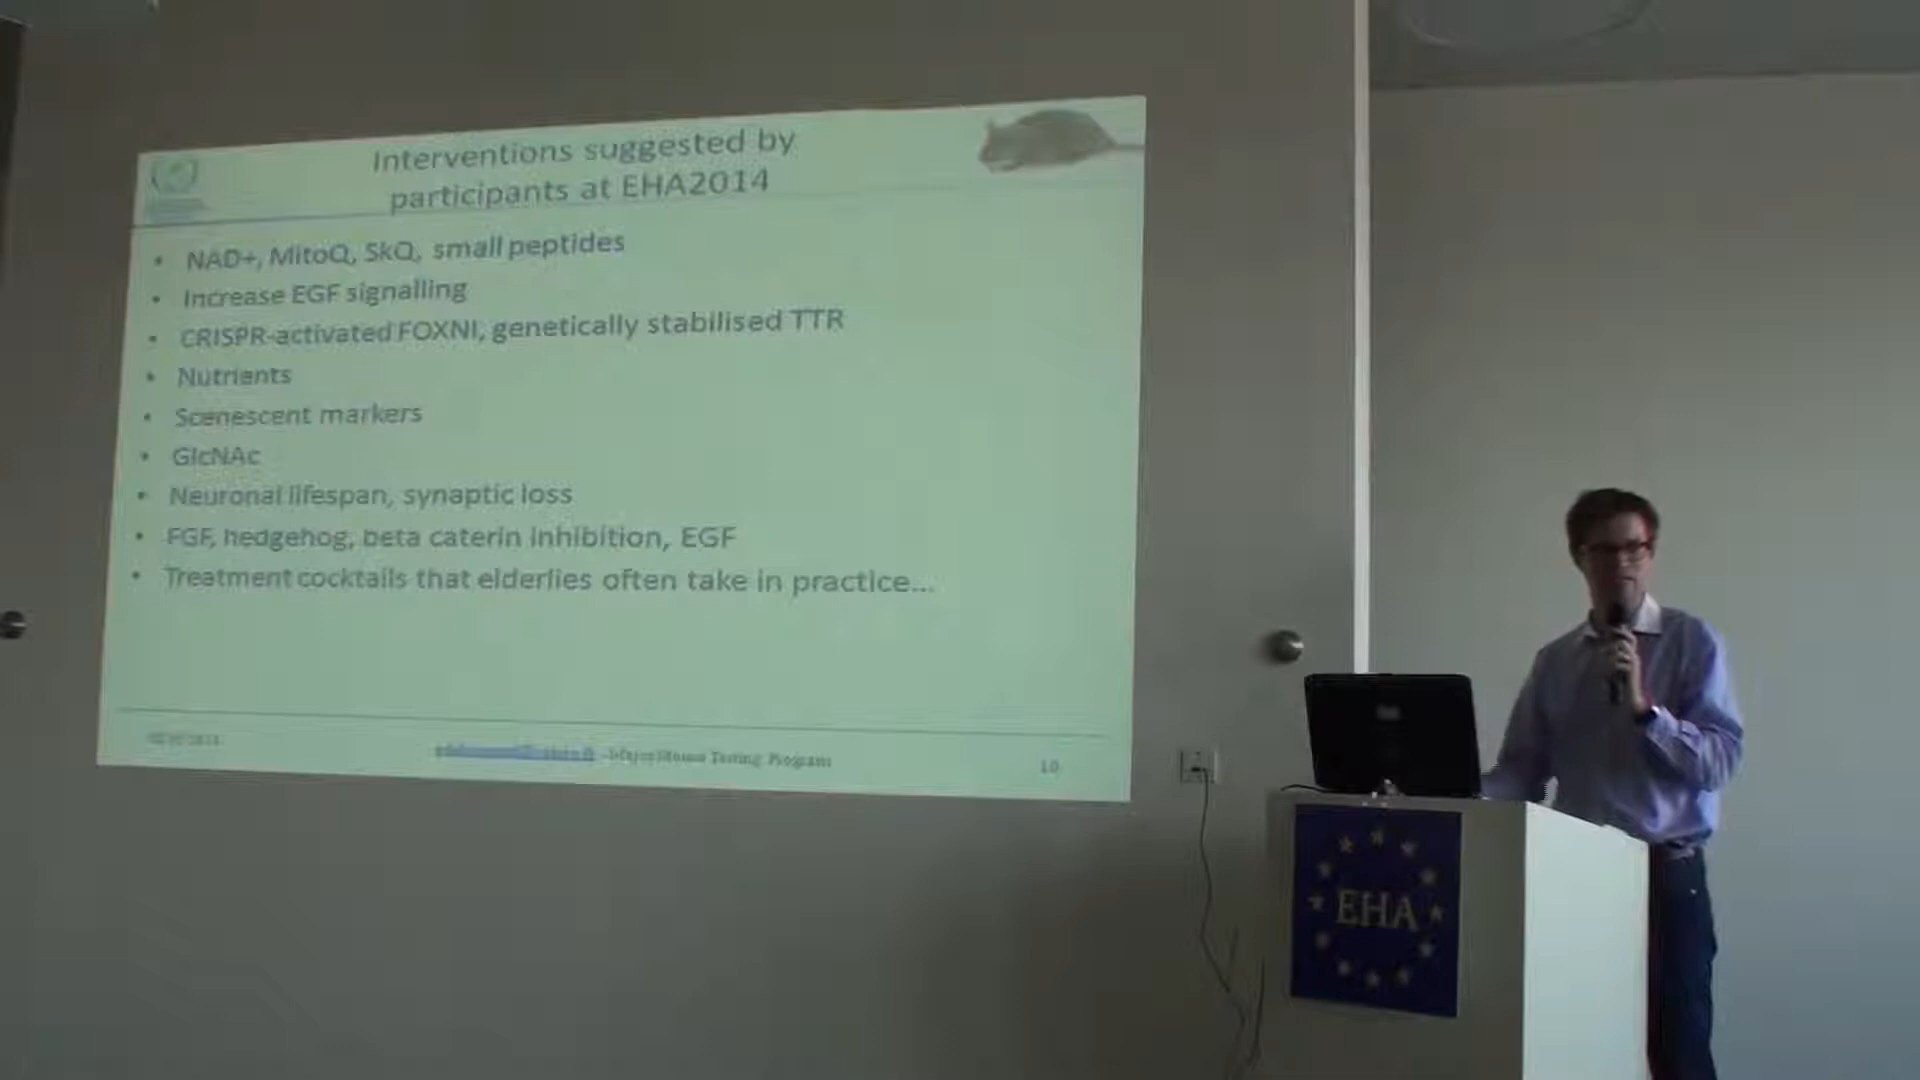 Interventions suggested by
participants at EHA2014
• NAD+, MitoQ, SkQ, small peptides
• Increase EGF signalling
• CRISPR-activated FOXNI, genetically stabilised TTR
• Nutrients
• Scenescent markers
• GlcNAc
• Neuronal lifespan, synaptic loss
• FGF, hedgehog, beta caterin inhibition, EGF
• Treatment cocktails that elderlies often take in practice...
- Major Mouse Testing Program
10
EHA